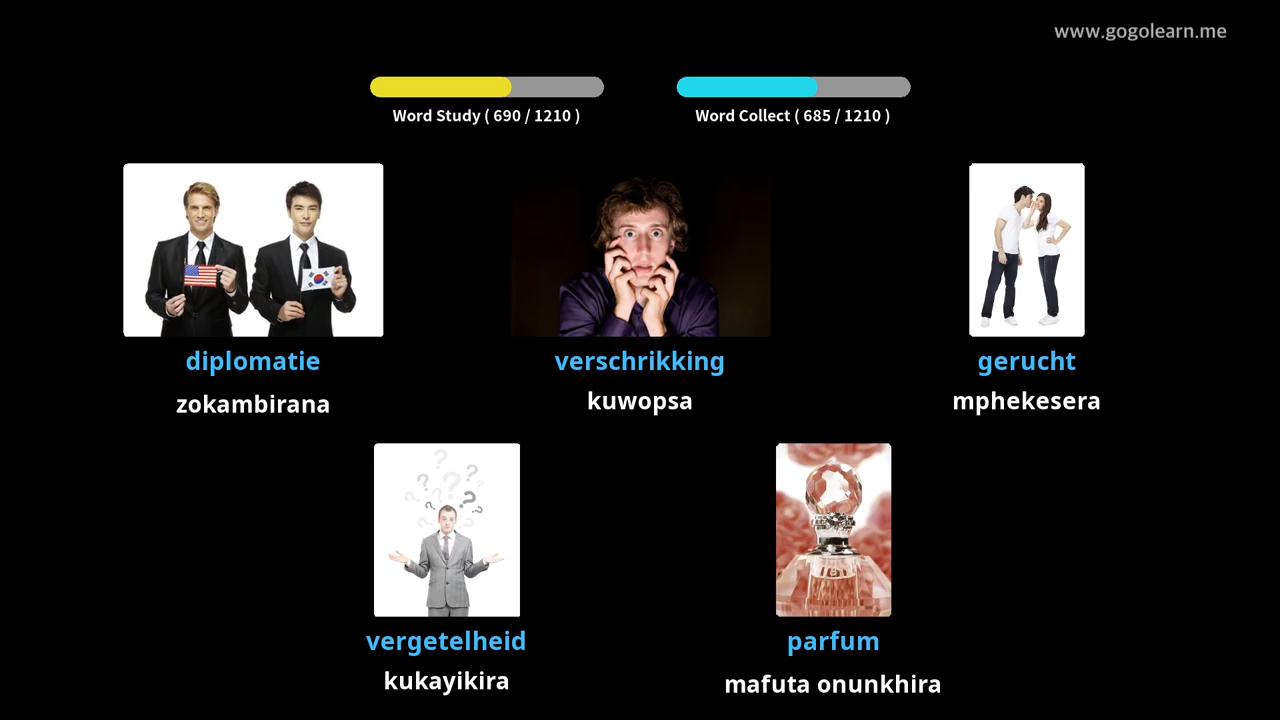 www.gogolearn.me
Word Study ( 690 / 1210 )
Word Collect ( 685 / 1210 )
diplomatie
zokambirana
verschrikking
kuwopsa
gerucht
mphekesera
vergetelheid
kukayikira
parfum
mafuta onunkhira